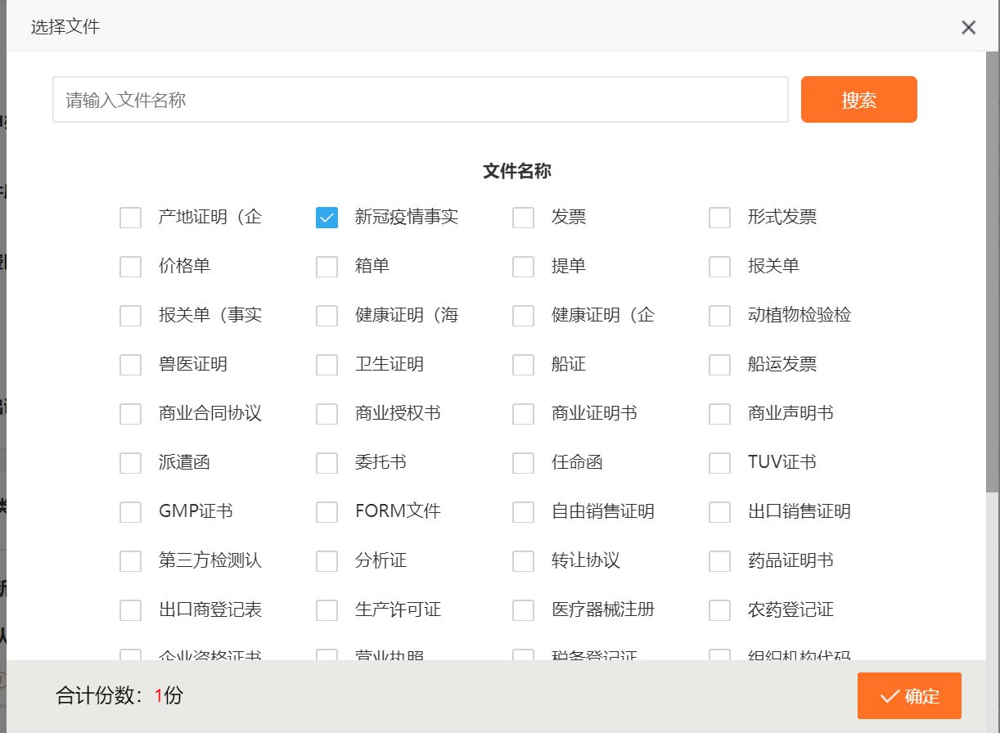 选择文件
请输入文件名称
搜索
文件名称
产地证明（企 新冠疫情事实 发票 形式发票
价格单 箱单 提单 报关单
报关单（事实 健康证明（海 健康证明（企 动植物检验检
兽医证明 卫生证明 船证 船运发票
商业合同协议 商业授权书 商业证明书 商业声明书
派遣函 委托书 任命函 TUV证书
GMP证书 FORM文件 自由销售证明 出口销售证明
第三方检测认 分析证 转让协议 药品证明书
出口商登记表 生产许可证 医疗器械注册 农药登记证
企业资格证书 营业执照 税务登记证 组织机构代码
合计份数：1份
确定